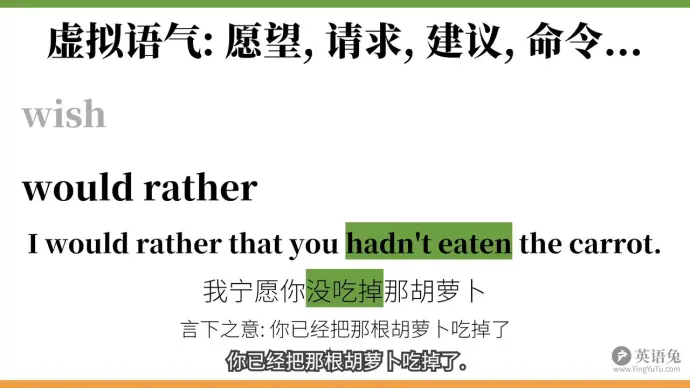 虚拟语气: 愿望, 请求, 建议, 命令...
wish
would rather
I would rather that you hadn't eaten the carrot.
我宁愿你没吃掉那胡萝卜
言下之意: 你已经把那根胡萝卜吃掉了
你已经把那根胡萝卜吃掉了.
英语兔
www.YingYuTu.com